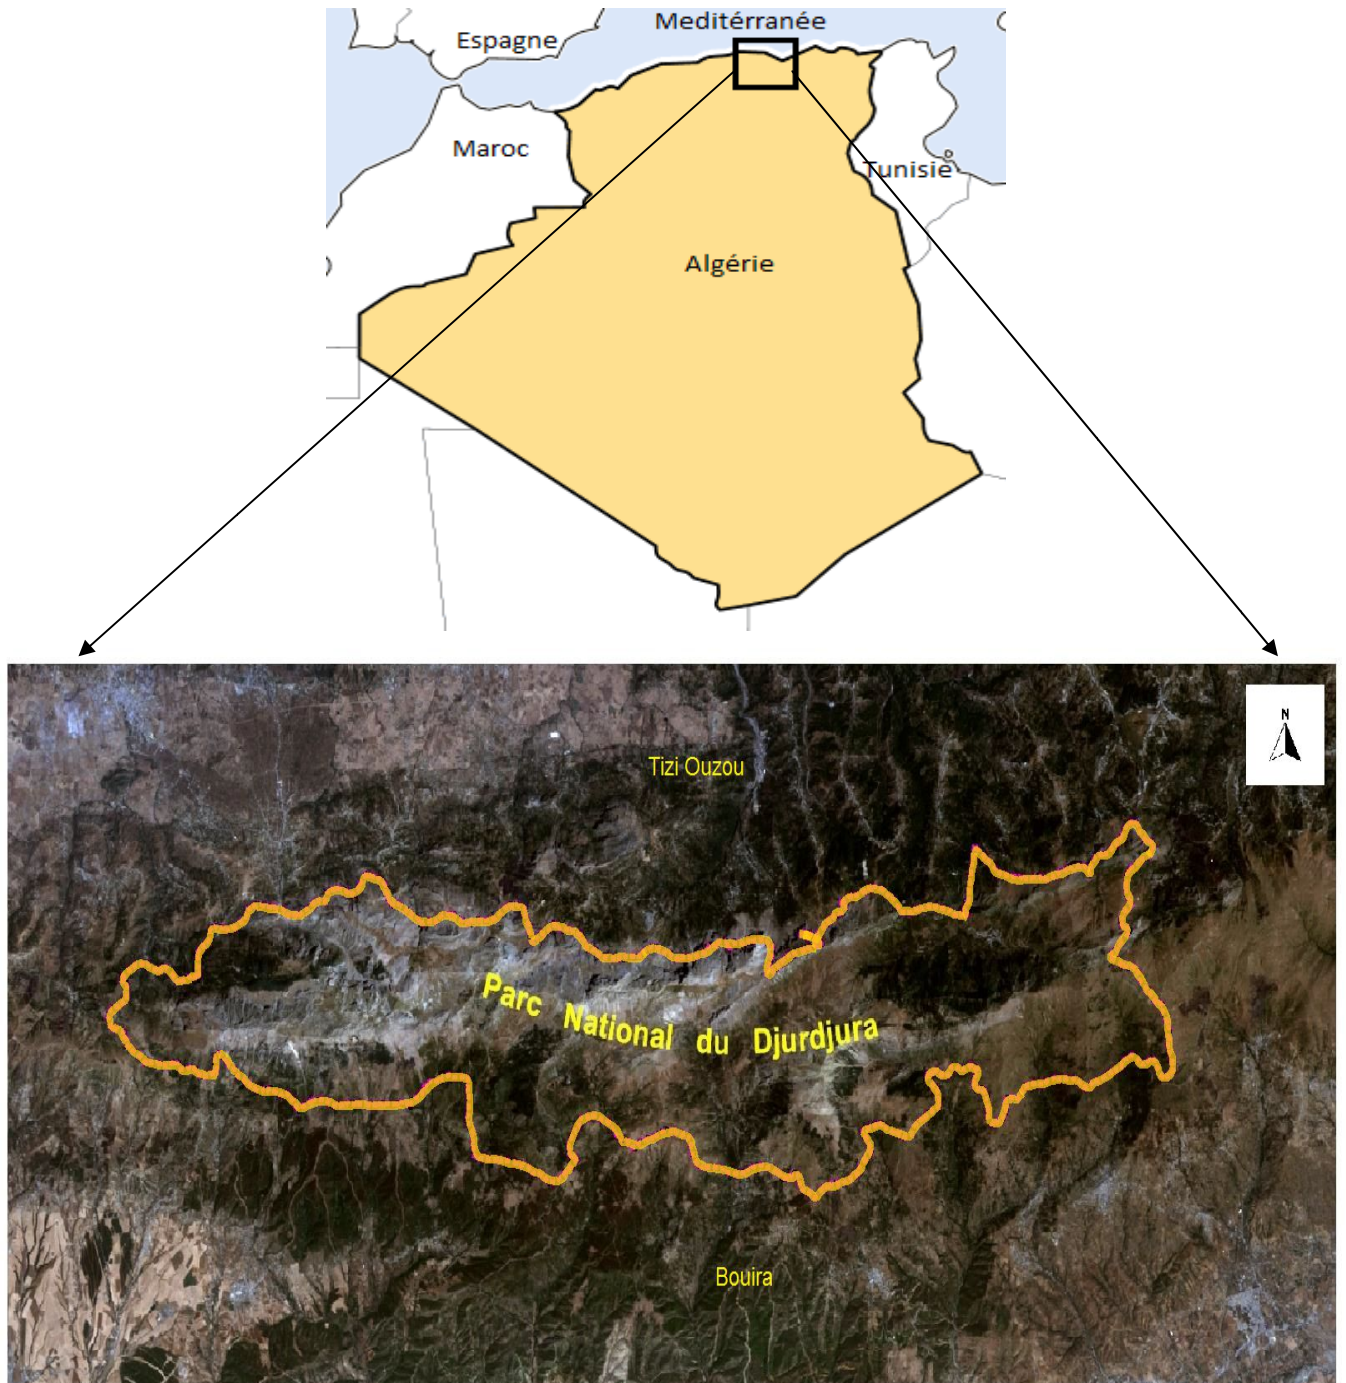 Meditérranée
Espagne
Maroc
Tunisie
Algérie
N
Tizi Ouzou
Parc National du Djurdjura
Bouira